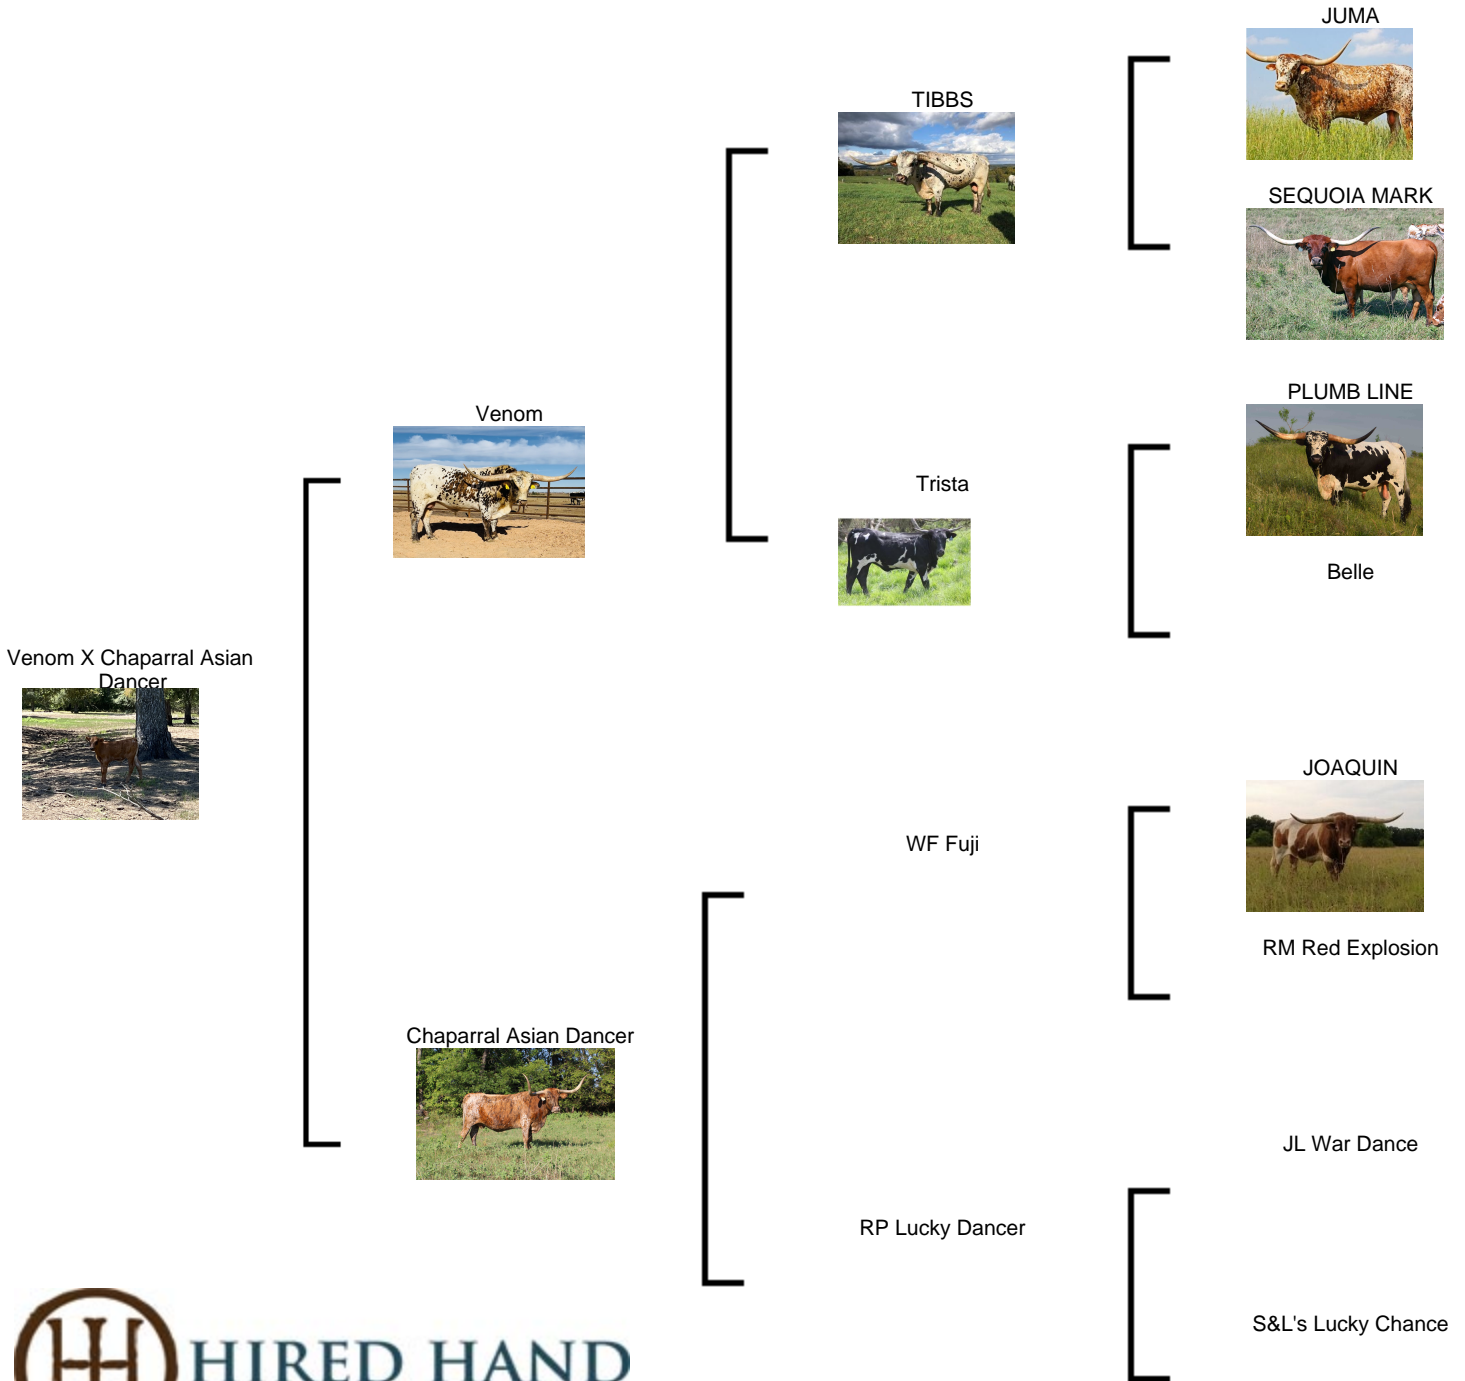 JUMA
TIBBS
SEQUOIA MARK
Venom
PLUMB LINE
Trista
Belle
Venom X Chaparral Asian
Dancer
JOAQUIN
WF Fuji
RM Red Explosion
Chaparral Asian Dancer
JL War Dance
RP Lucky Dancer
S&L's Lucky Chance
HIRED HAND